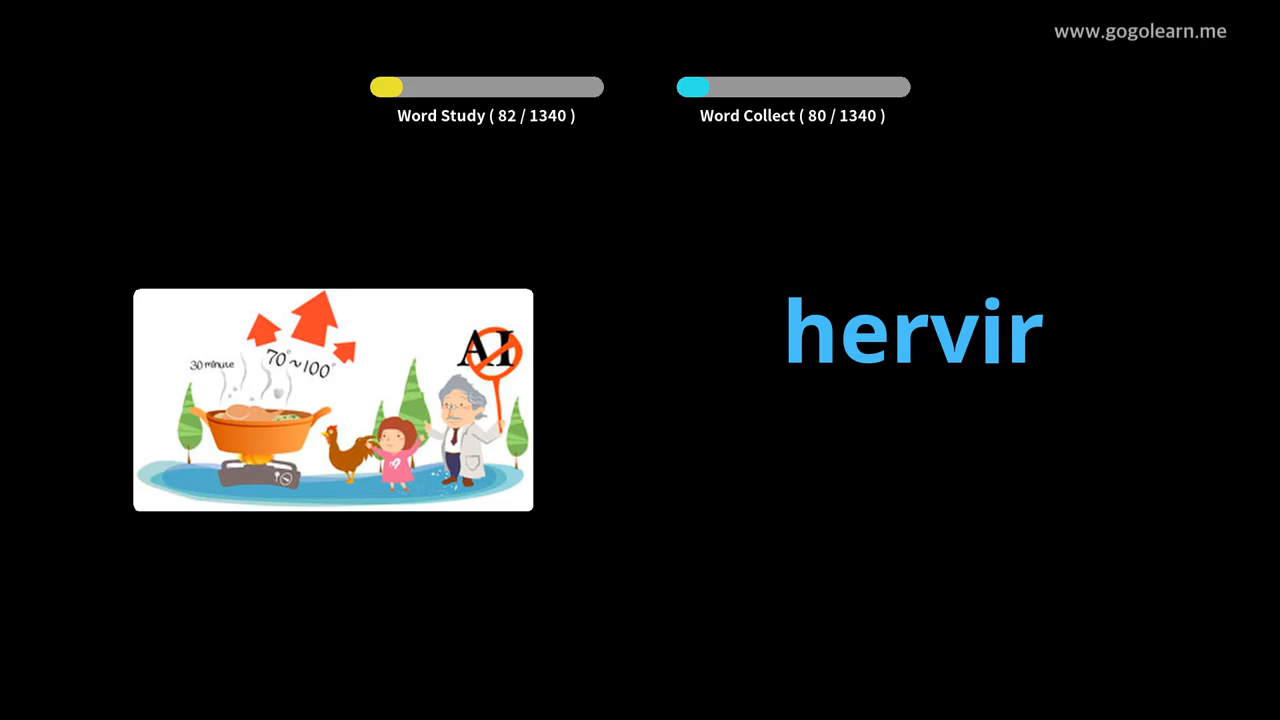 www.gogolearn.me
Word Study ( 82 / 1340 )
Word Collect ( 80 / 1340 )
hervir
30 minute
70°~100°
AI